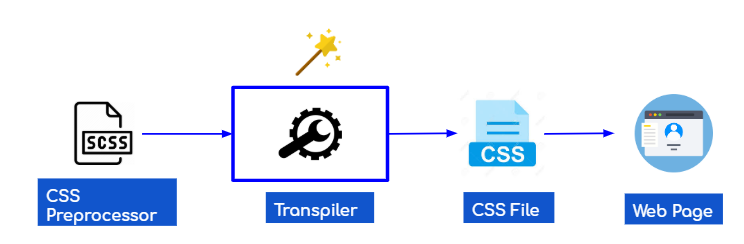 SCSS
CSS
CSS
Preprocessor
Transpiler
CSS File
Web Page